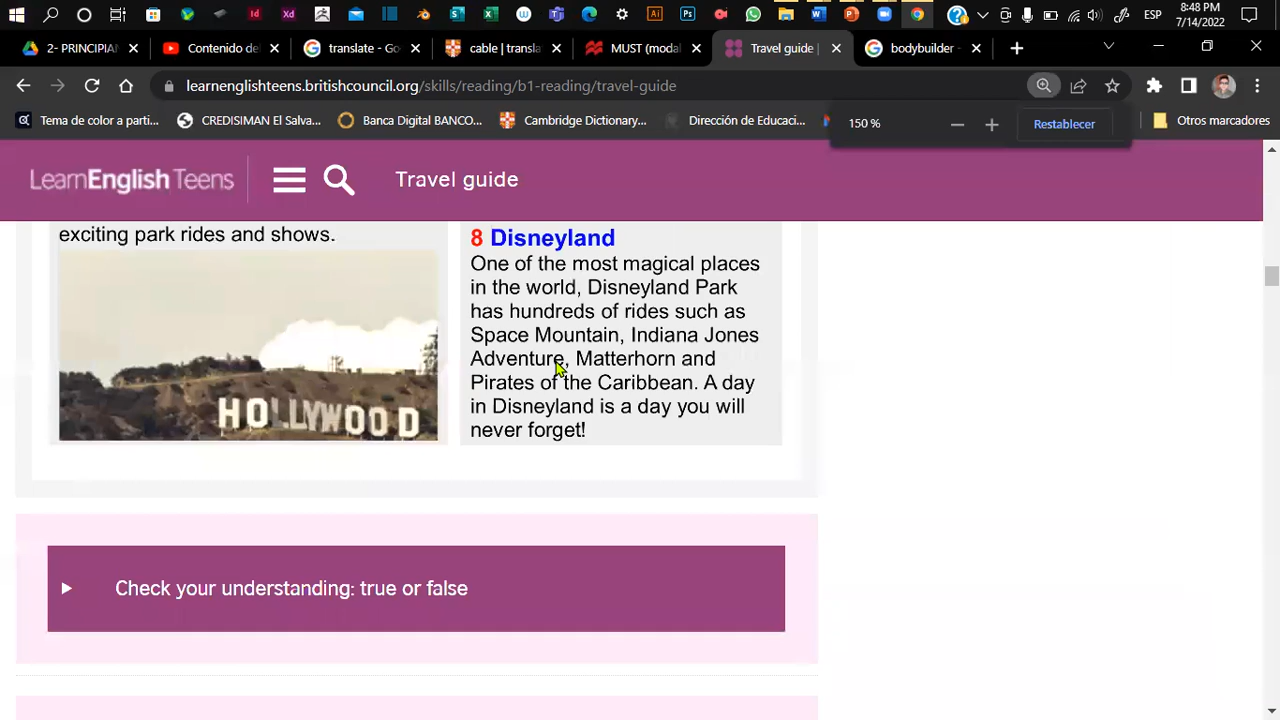 8:48 PM
ESP
7/14/2022
2- PRINCIPIAN
Contenido de
translate - Go
cable | transla
MUST (modal
Travel guide |
bodybuilder -
learnenglishteens.britishcouncil.org/skills/reading/b1-reading/travel-guide
Tema de color a parti...
CREDISIMAN El Salva...
Banca Digital BANCO...
Cambridge Dictionary...
Dirección de Educaci...
150 %
Restablecer
Otros marcadores
LearnEnglish Teens
Travel guide
exciting park rides and shows.
HOLLYWOOD
8 Disneyland
One of the most magical places
in the world, Disneyland Park
has hundreds of rides such as
Space Mountain, Indiana Jones
Adventure, Matterhorn and
Pirates of the Caribbean. A day
in Disneyland is a day you will
never forget!
Check your understanding: true or false